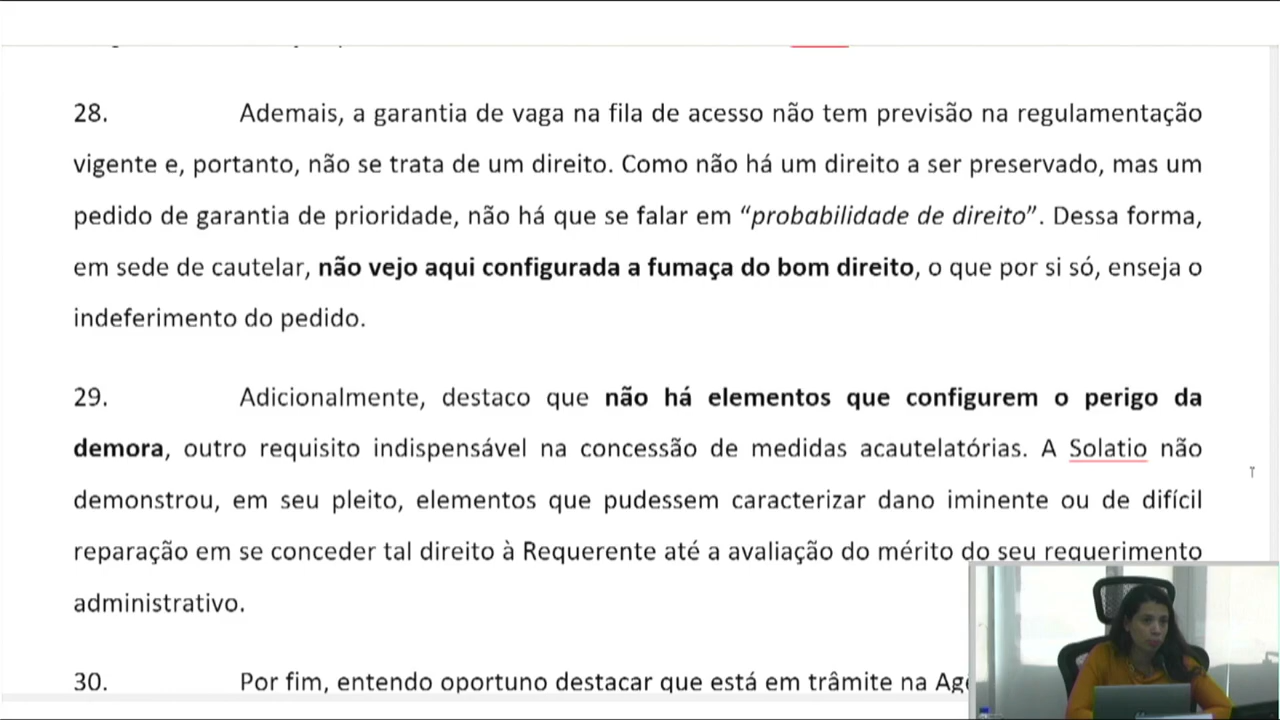 28. Ademais, a garantia de vaga na fila de acesso não tem previsão na regulamentação
vigente e, portanto, não se trata de um direito. Como não há um direito a ser preservado, mas um
pedido de garantia de prioridade, não há que se falar em “probabilidade de direito”. Dessa forma,
em sede de cautelar, não vejo aqui configurada a fumaça do bom direito, o que por si só, enseja o
indeferimento do pedido.
29. Adicionalmente, destaco que não há elementos que configurem o perigo da
demora, outro requisito indispensável na concessão de medidas acautelatórias. A Solatio não
demonstrou, em seu pleito, elementos que pudessem caracterizar dano iminente ou de difícil
reparação em se conceder tal direito à Requerente até a avaliação do mérito do seu requerimento
administrativo.
30. Por fim, entendo oportuno destacar que está em trâmite na